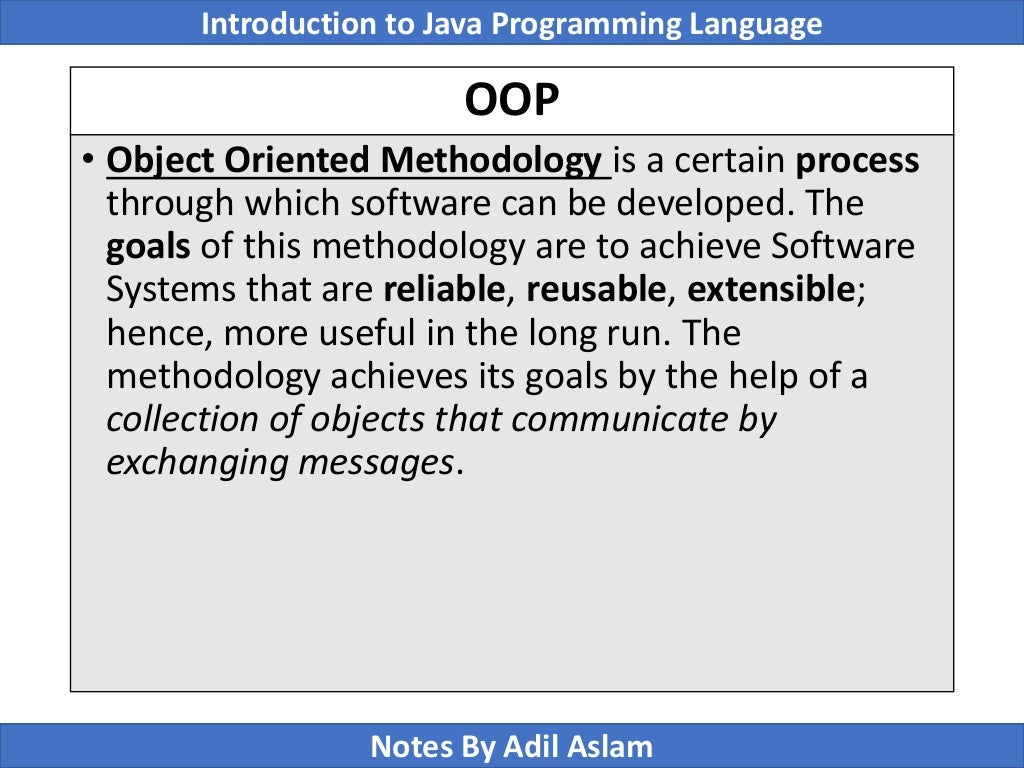 Introduction to Java Programming Language
OOP
• Object Oriented Methodology is a certain process
through which software can be developed. The
goals of this methodology are to achieve Software
Systems that are reliable, reusable, extensible;
hence, more useful in the long run. The
methodology achieves its goals by the help of a
collection of objects that communicate by
exchanging messages.
Notes By Adil Aslam